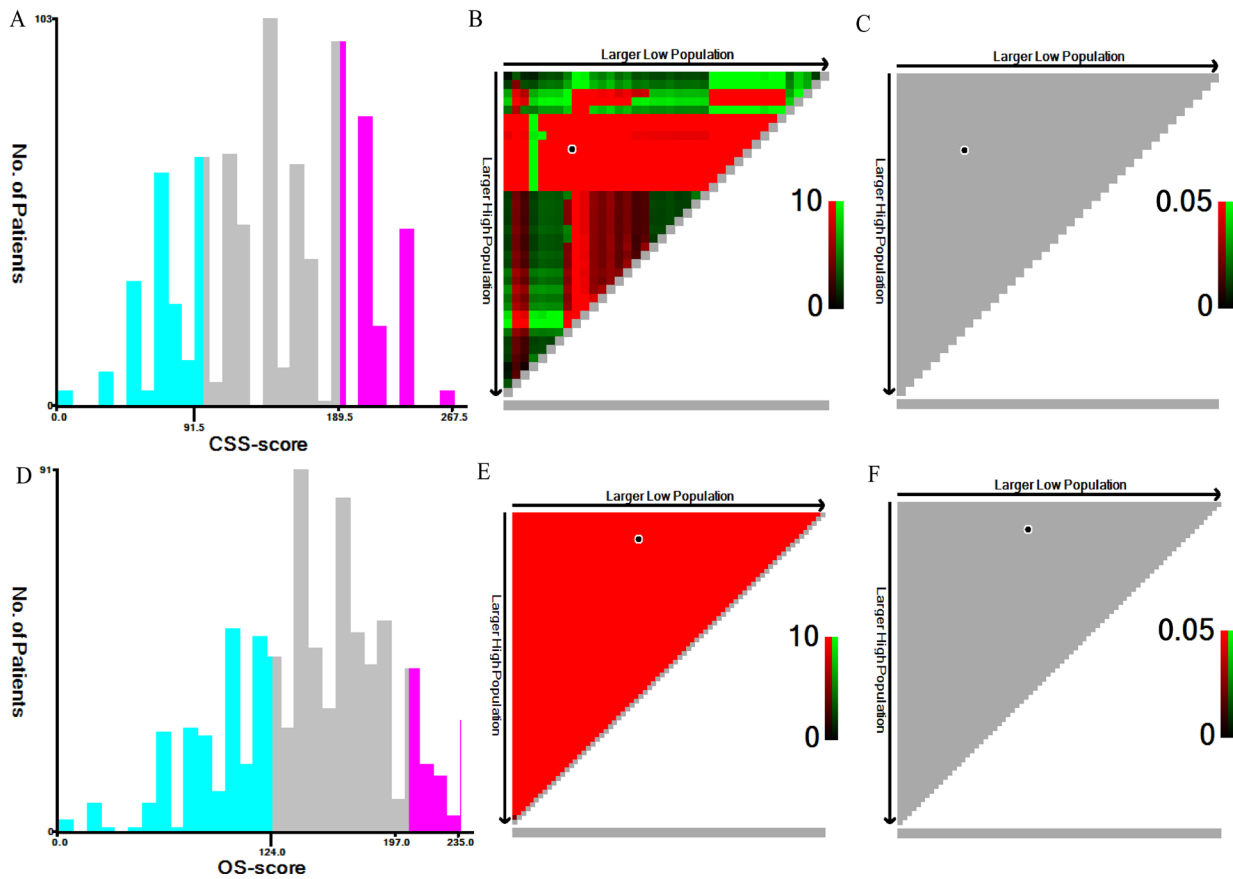 A
103
No. of Patients
0
0.0
91.5
189.5
267.5
CSS-score
B
Larger Low Population
Larger High Population
10
0
C
Larger Low Population
Larger High Population
0.05
0
D
91
No. of Patients
0
0.0
124.0
197.0
235.0
OS-score
E
Larger Low Population
Larger High Population
10
0
F
Larger Low Population
Larger High Population
0.05
0